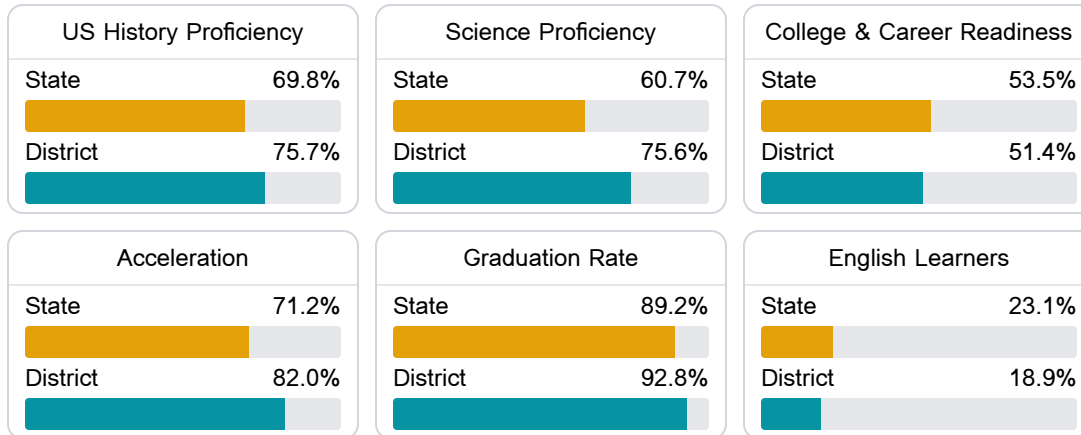 US History Proficiency
State 69.8%
District 75.7%
Science Proficiency
State 60.7%
District 75.6%
College & Career Readiness
State 53.5%
District 51.4%
Acceleration
State 71.2%
District 82.0%
Graduation Rate
State 89.2%
District 92.8%
English Learners
State 23.1%
District 18.9%